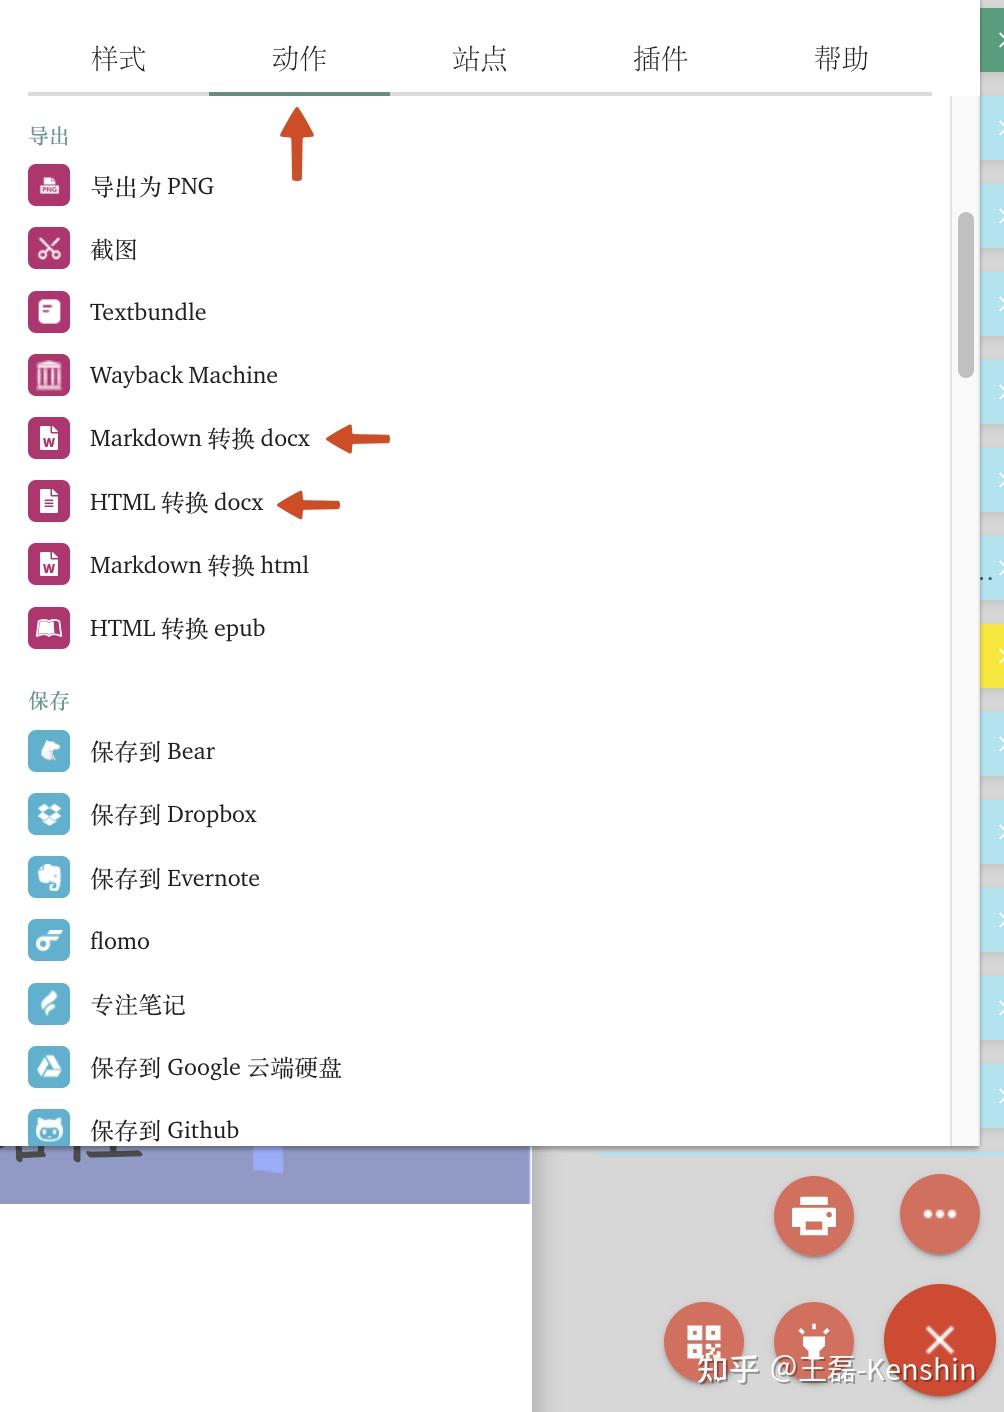 样式 动作 站点 插件 帮助
导出
PNG
导出为 PNG
截图
Textbundle
Wayback Machine
W
Markdown 转换 docx
HTML 转换 docx
W
Markdown 转换 html
HTML 转换 epub
保存
保存到 Bear
保存到 Dropbox
保存到 Evernote
flomo
专注笔记
保存到 Google 云端硬盘
保存到 Github
知乎 @王磊-Kenshin